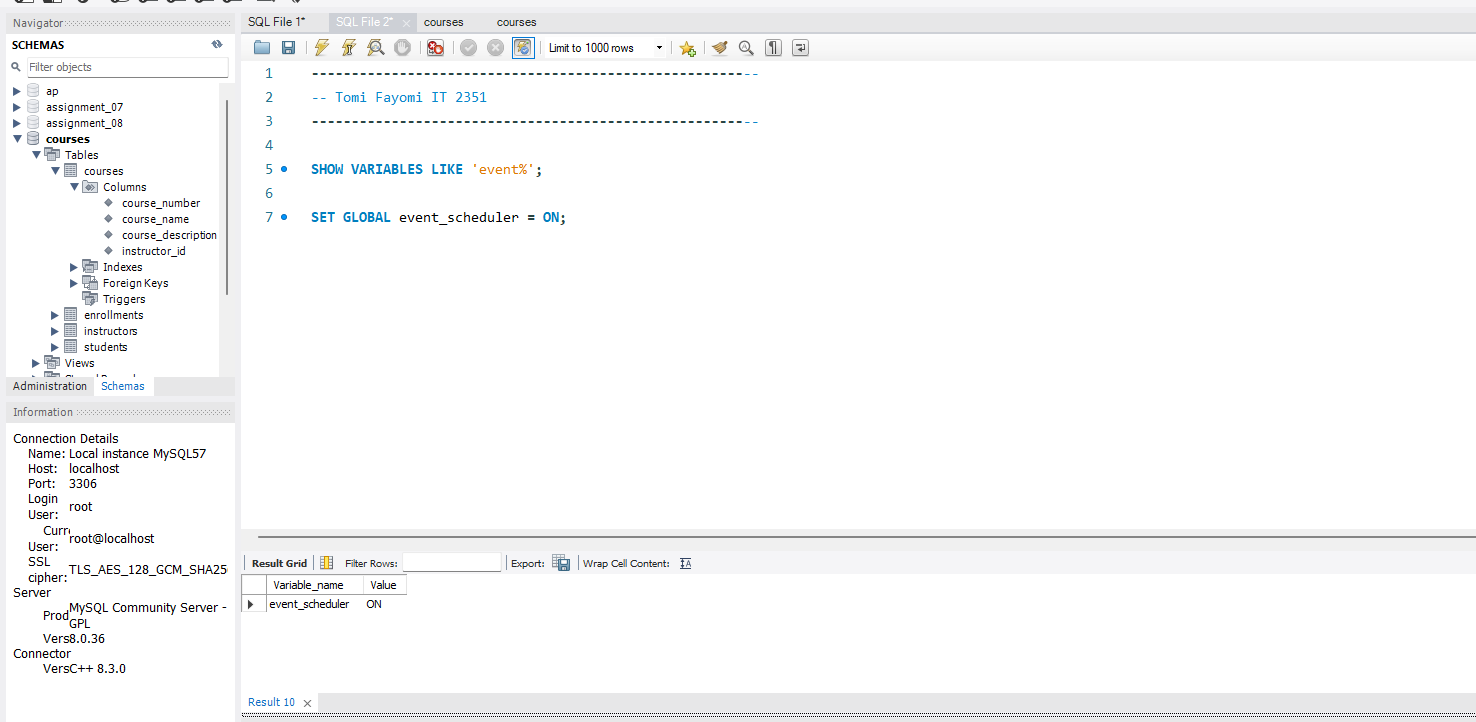 Navigator
SCHEMAS
Filter objects
ap
assignment_07
assignment_08
courses
Tables
courses
Columns
course_number
course_name
course_description
instructor_id
Indexes
Foreign Keys
Triggers
enrollments
instructors
students
Views
Administration Schemas
Information
Connection Details
Name: Local instance MySQL57
Host: localhost
Port: 3306
Login User: root
Curr User: root@localhost
SSL cipher: TLS_AES_128_GCM_SHA25
Server
Prod MySQL Community Server - GPL
Vers 8.0.36
Connector
Vers C++ 8.3.0
SQL File 1* SQL File 2* courses courses
Limit to 1000 rows
1 --------------------------------------------------------
2 -- Tomi Fayomi IT 2351
3 --------------------------------------------------------
4
5 SHOW VARIABLES LIKE 'event%';
6
7 SET GLOBAL event_scheduler = ON;
Result Grid Filter Rows: Export: Wrap Cell Content:
Variable_name Value
event_scheduler ON
Result 10